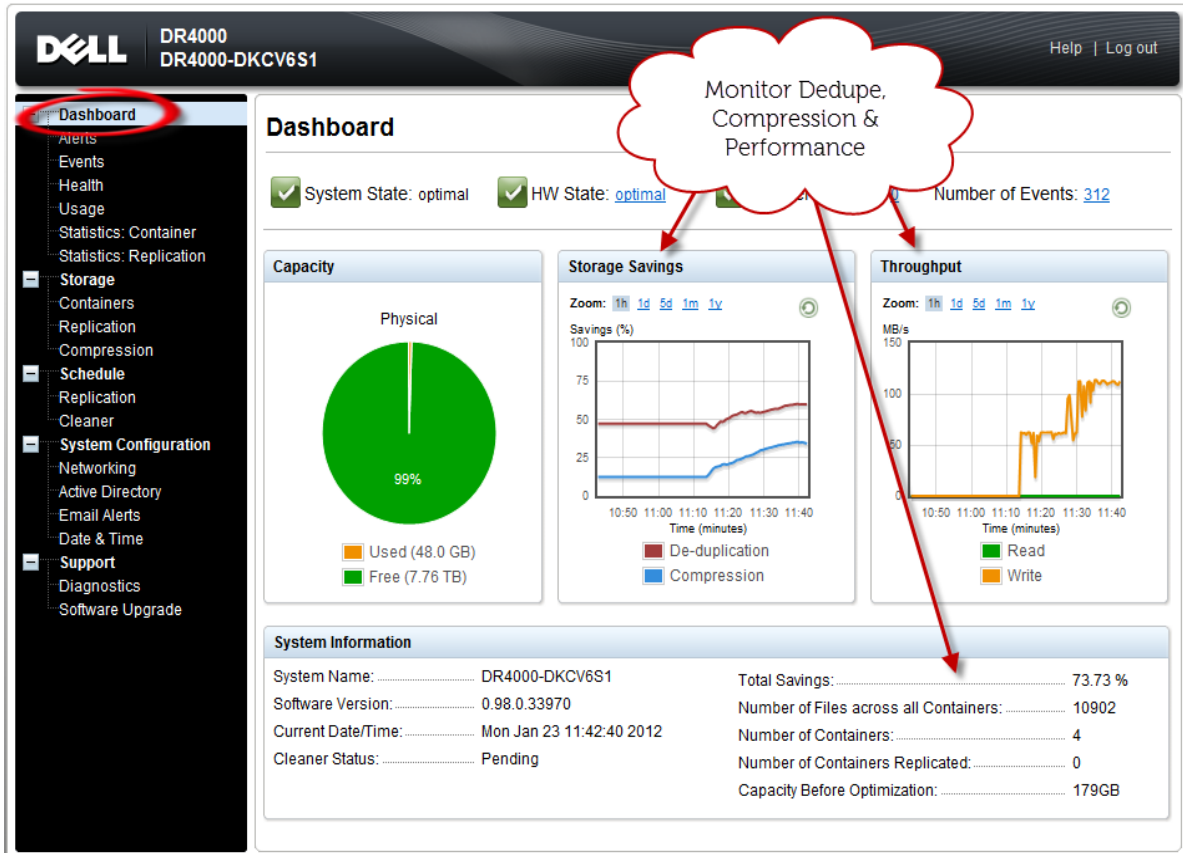 DELL
DR4000
DR4000-DKCV6S1
Help | Log out
Monitor Dedupe,
Compression &
Performance
Dashboard
Alerts
Events
Health
Usage
Statistics: Container
Statistics: Replication
Storage
Containers
Replication
Compression
Schedule
Replication
Cleaner
System Configuration
Networking
Active Directory
Email Alerts
Date & Time
Support
Diagnostics
Software Upgrade
Dashboard
System State: optimal
HW State: optimal
Number of Events: 312
Capacity
Physical
99%
Used (48.0 GB)
Free (7.76 TB)
Storage Savings
Zoom: 1h 1d 5d 1m 1y
Savings (%)
100
75
50
25
0
10:50 11:00 11:10 11:20 11:30 11:40
Time (minutes)
De-duplication
Compression
Throughput
Zoom: 1h 1d 5d 1m 1y
MB/s
150
100
50
0
10:50 11:00 11:10 11:20 11:30 11:40
Time (minutes)
Read
Write
System Information
System Name: DR4000-DKCV6S1
Software Version: 0.98.0.33970
Current Date/Time: Mon Jan 23 11:42:40 2012
Cleaner Status: Pending
Total Savings: 73.73 %
Number of Files across all Containers: 10902
Number of Containers: 4
Number of Containers Replicated: 0
Capacity Before Optimization: 179GB